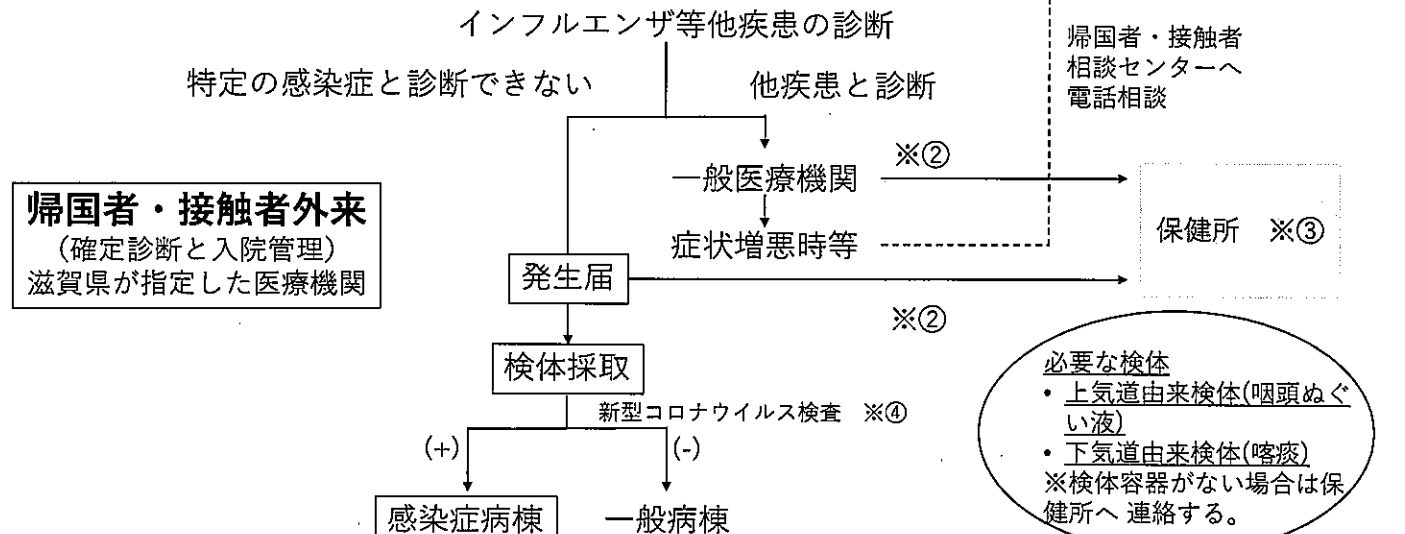 インフルエンザ等他疾患の診断
帰国者・接触者
相談センターへ
電話相談
特定の感染症と診断できない
他疾患と診断
※②
一般医療機関
帰国者・接触者外来
(確定診断と入院管理)
滋賀県が指定した医療機関
症状増悪時等
保健所 ※③
発生届
※②
検体採取
新型コロナウイルス検査 ※④
(+)
(-)
感染症病棟
一般病棟
必要な検体
• 上気道由来検体(咽頭ぬぐ
い液)
• 下気道由来検体(喀痰)
※検体容器がない場合は保
健所へ 連絡する。